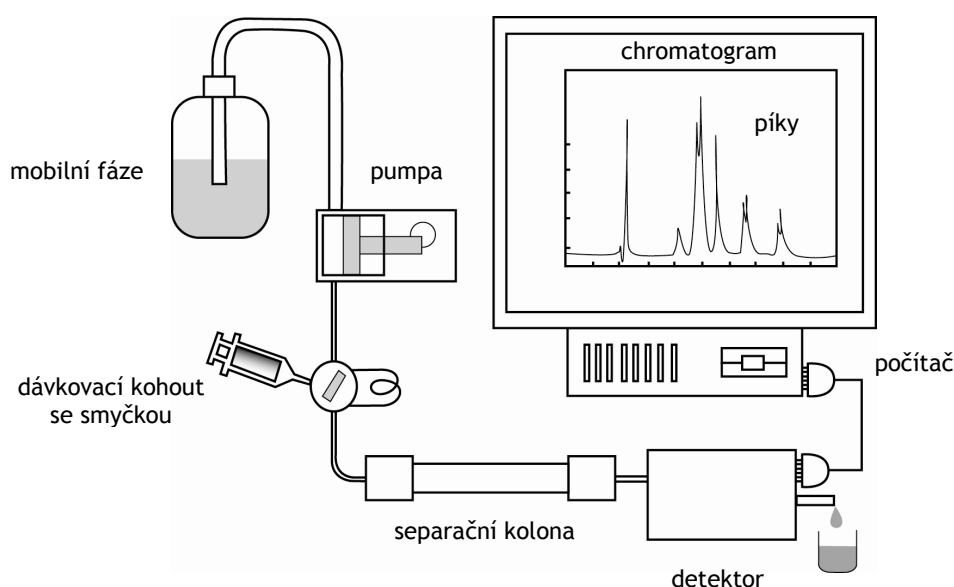 chromatogram
píky
mobilní fáze
pumpa
dávkovací kohout
se smyčkou
počítač
separační kolona
detektor